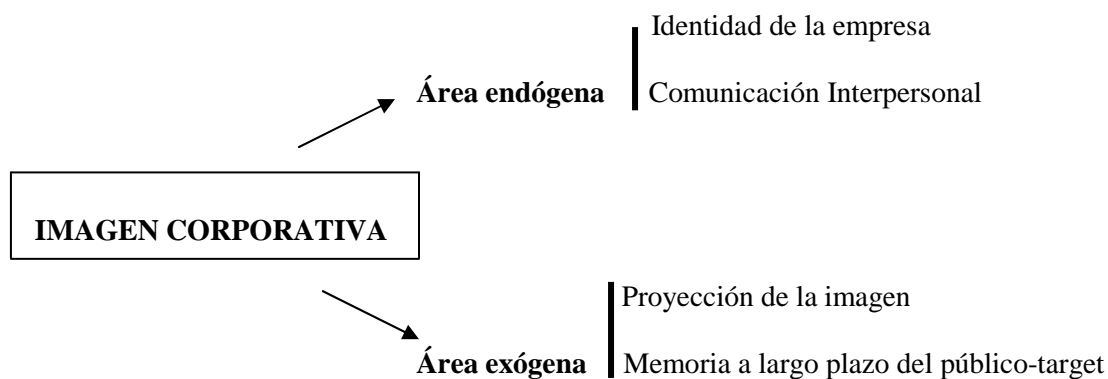 Identidad de la empresa
Área endógena
Comunicación Interpersonal
IMAGEN CORPORATIVA
Proyección de la imagen
Área exógena
Memoria a largo plazo del público-target